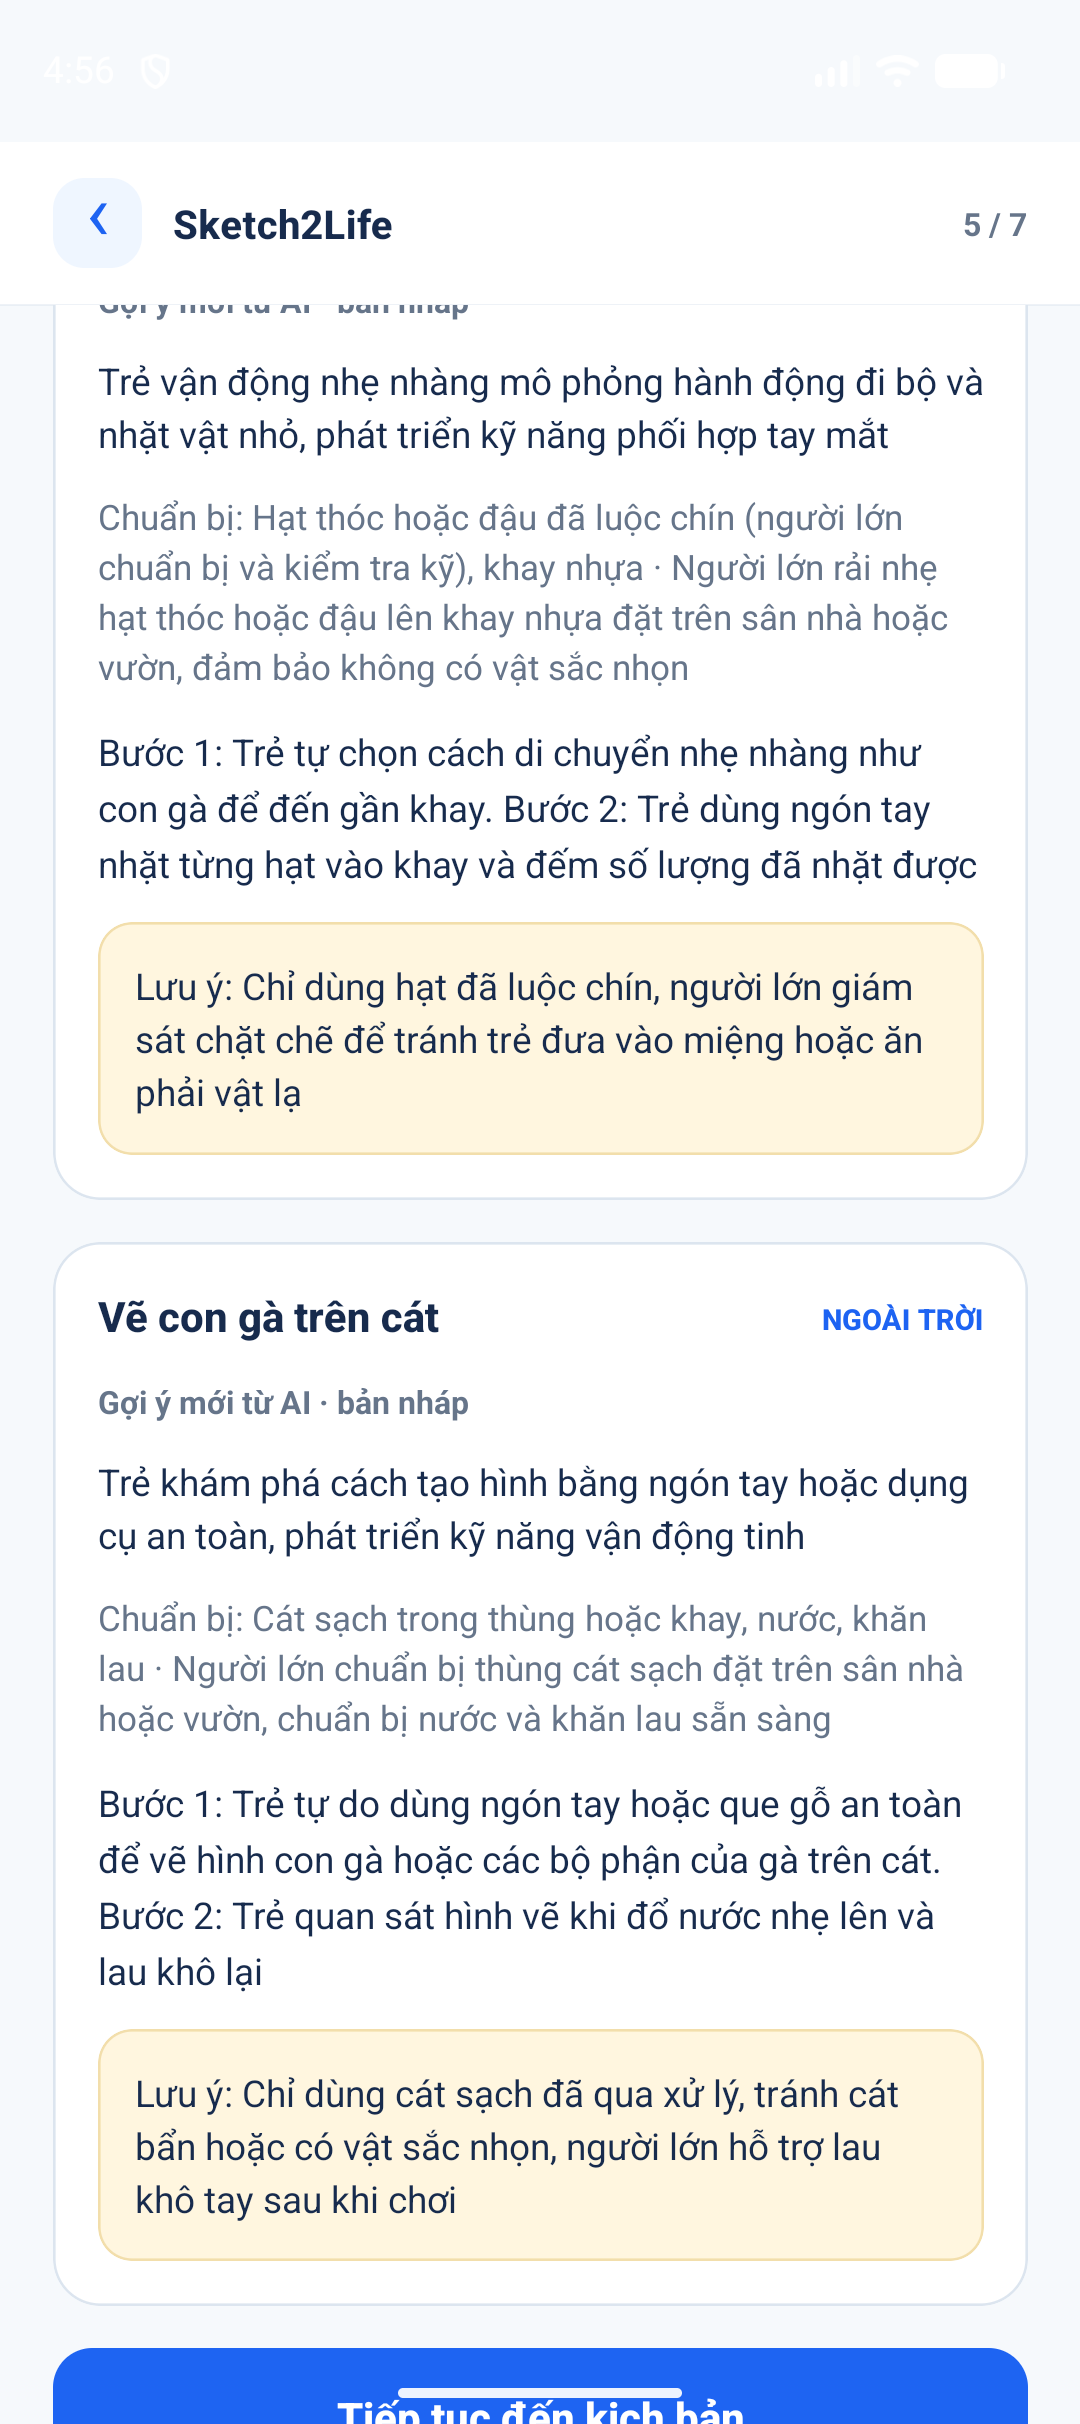 4:56
Sketch2Life
5 / 7
Gợi ý mới từ AI · bản nháp
Trẻ vận động nhẹ nhàng mô phỏng hành động đi bộ và
nhặt vật nhỏ, phát triển kỹ năng phối hợp tay mắt
Chuẩn bị: Hạt thóc hoặc đậu đã luộc chín (người lớn
chuẩn bị và kiểm tra kỹ), khay nhựa · Người lớn rải nhẹ
hạt thóc hoặc đậu lên khay nhựa đặt trên sân nhà hoặc
vườn, đảm bảo không có vật sắc nhọn
Bước 1: Trẻ tự chọn cách di chuyển nhẹ nhàng như
con gà để đến gần khay. Bước 2: Trẻ dùng ngón tay
nhặt từng hạt vào khay và đếm số lượng đã nhặt được
Lưu ý: Chỉ dùng hạt đã luộc chín, người lớn giám
sát chặt chẽ để tránh trẻ đưa vào miệng hoặc ăn
phải vật lạ
Vẽ con gà trên cát
NGOÀI TRỜI
Gợi ý mới từ AI · bản nháp
Trẻ khám phá cách tạo hình bằng ngón tay hoặc dụng
cụ an toàn, phát triển kỹ năng vận động tinh
Chuẩn bị: Cát sạch trong thùng hoặc khay, nước, khăn
lau · Người lớn chuẩn bị thùng cát sạch đặt trên sân nhà
hoặc vườn, chuẩn bị nước và khăn lau sẵn sàng
Bước 1: Trẻ tự do dùng ngón tay hoặc que gỗ an toàn
để vẽ hình con gà hoặc các bộ phận của gà trên cát.
Bước 2: Trẻ quan sát hình vẽ khi đổ nước nhẹ lên và
lau khô lại
Lưu ý: Chỉ dùng cát sạch đã qua xử lý, tránh cát
bẩn hoặc có vật sắc nhọn, người lớn hỗ trợ lau
khô tay sau khi chơi
Tiếp tục đến kịch bản